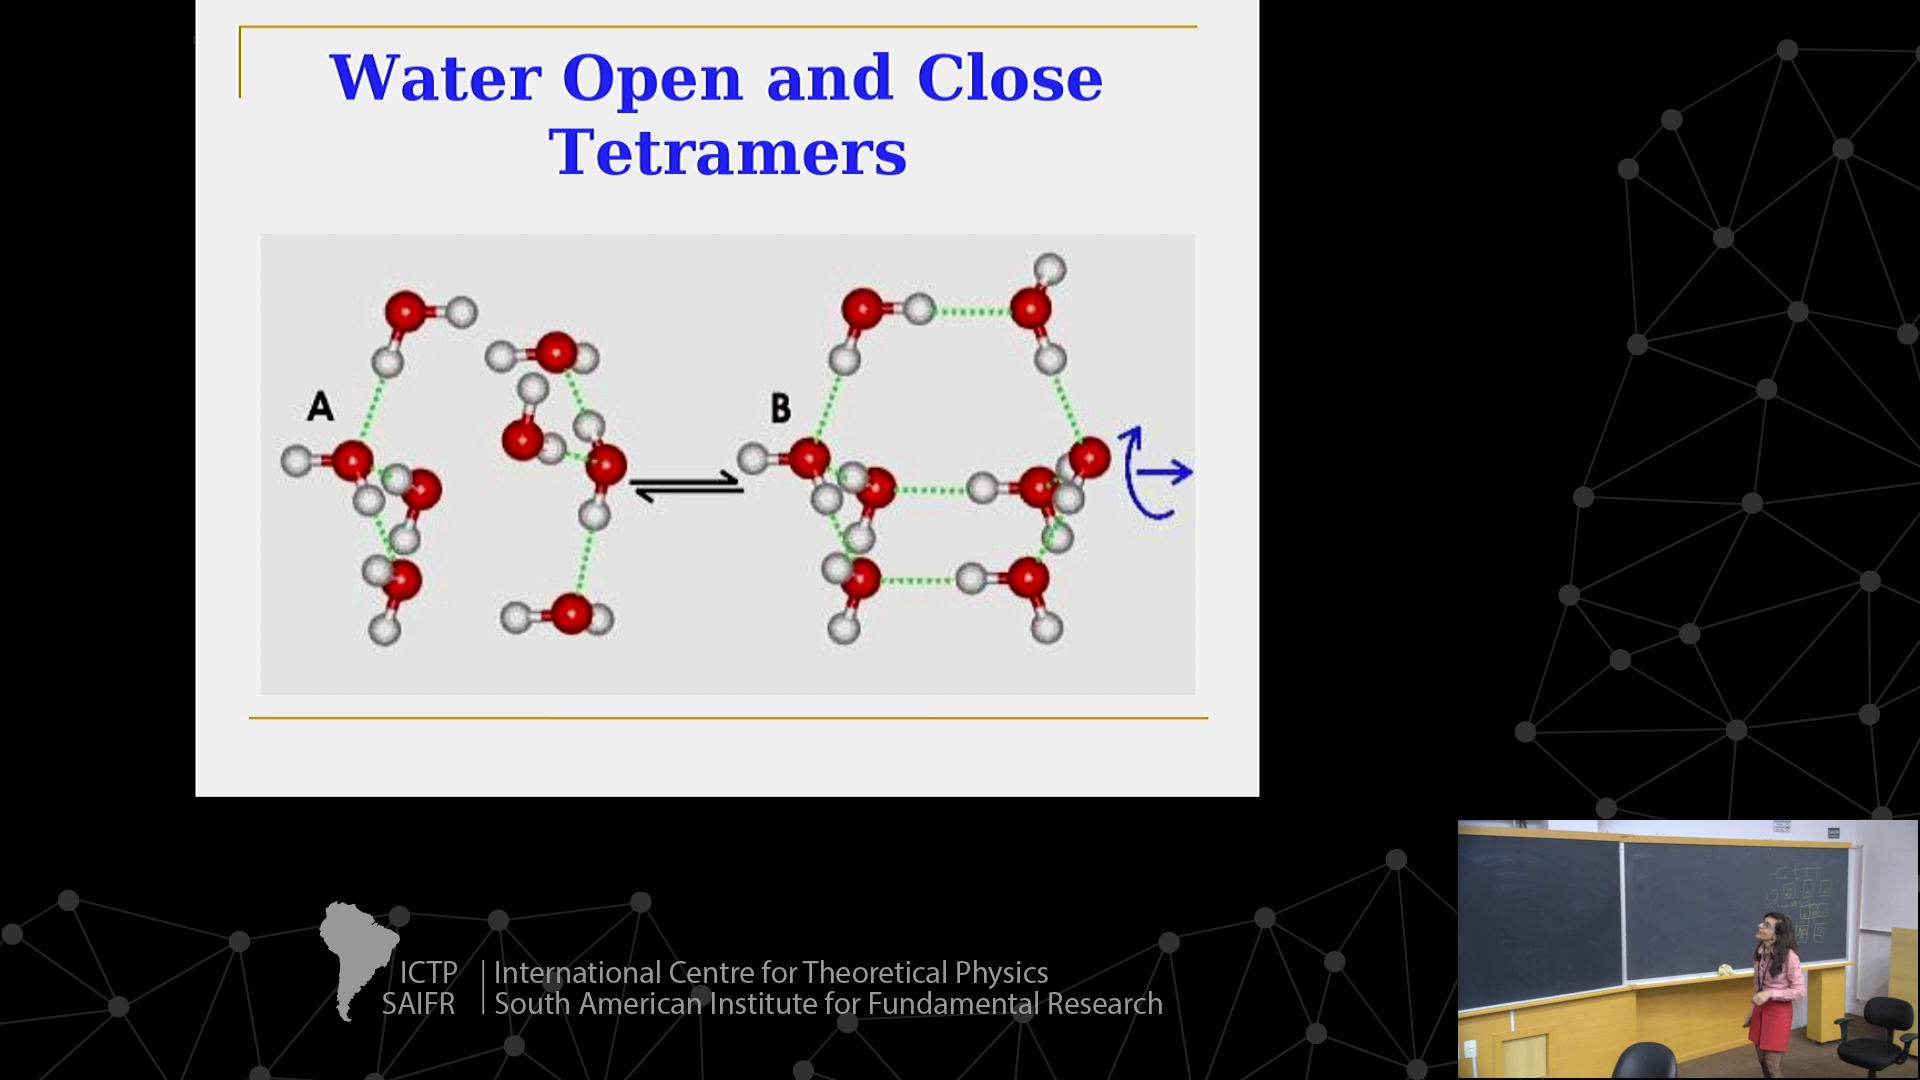 Water Open and Close
Tetramers
A
B
ICTP
SAIFR
International Centre for Theoretical Physics
South American Institute for Fundamental Research